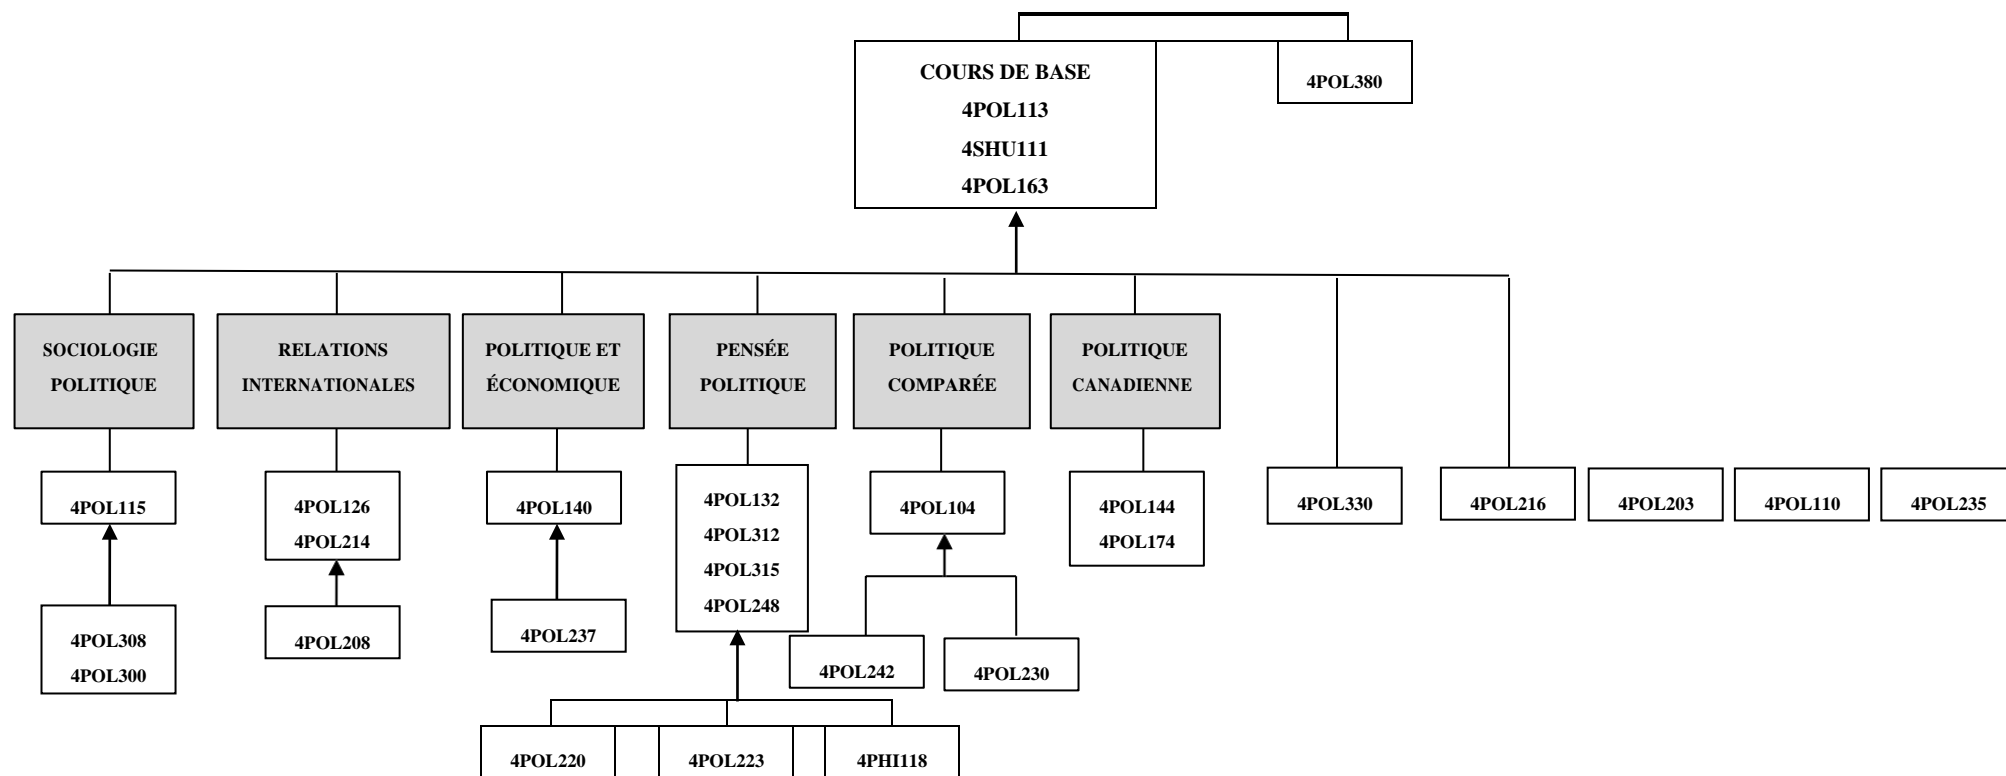 COURS DE BASE
4POL113
4SHU111
4POL163
4POL380
SOCIOLOGIE
POLITIQUE
RELATIONS
INTERNATIONALES
POLITIQUE ET
ÉCONOMIQUE
PENSÉE
POLITIQUE
POLITIQUE
COMPARÉE
POLITIQUE
CANADIENNE
4POL115
4POL126
4POL214
4POL140
4POL132
4POL312
4POL315
4POL248
4POL104
4POL144
4POL174
4POL330
4POL216
4POL203
4POL110
4POL235
4POL308
4POL300
4POL208
4POL237
4POL242
4POL230
4POL220
4POL223
4PHI118